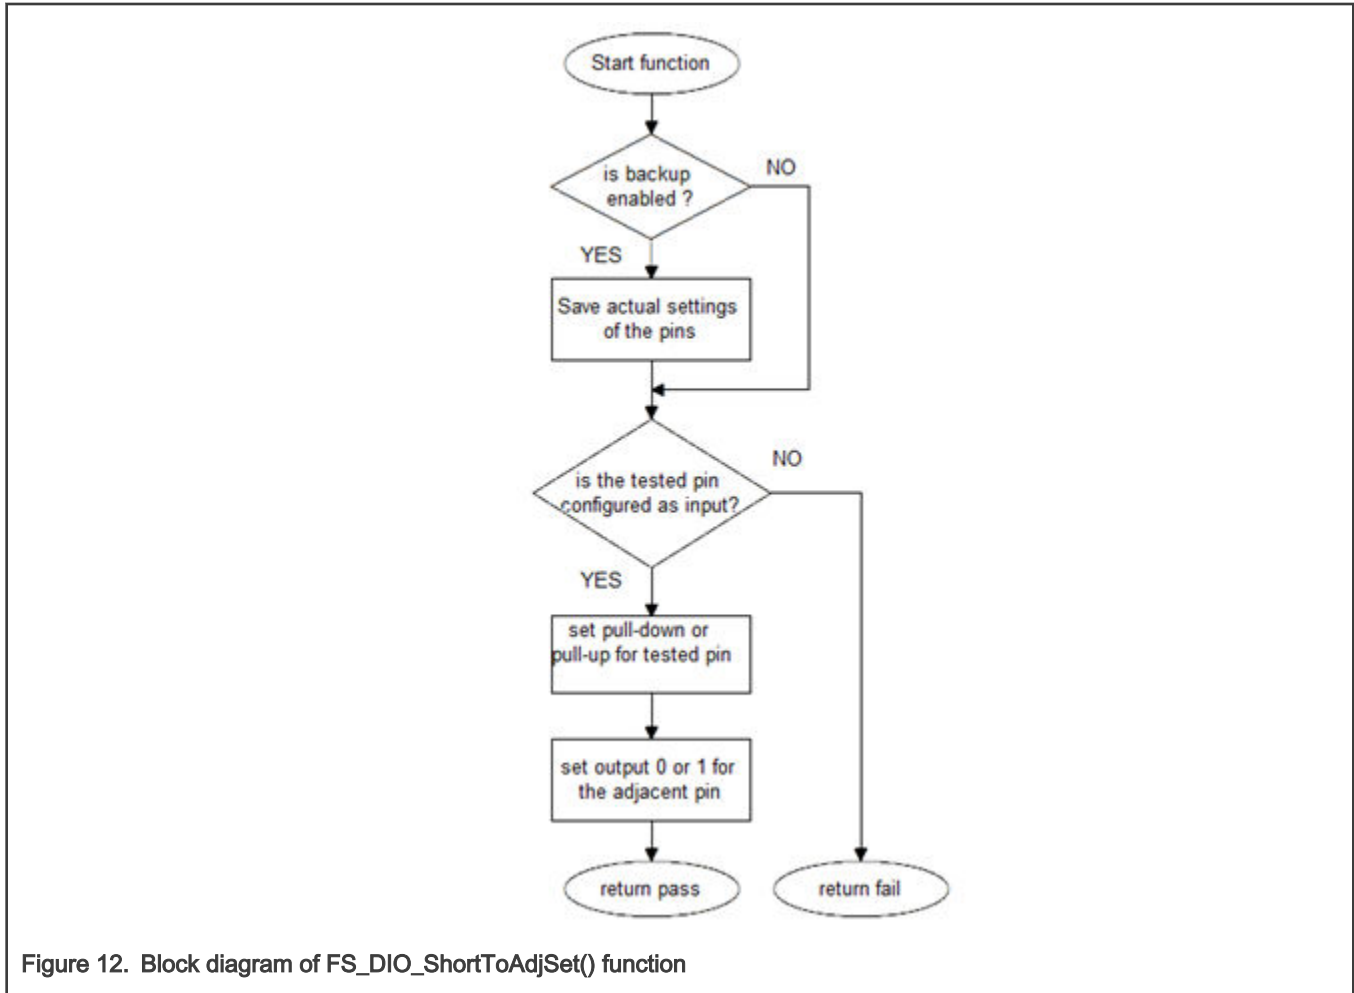 Start function
is backup
enabled ?
NO
YES
Save actual settings
of the pins
is the tested pin
configured as input?
NO
YES
set pull-down or
pull-up for tested pin
set output 0 or 1 for
the adjacent pin
return pass
return fail
Figure 12. Block diagram of FS_DIO_ShortToAdjSet() function